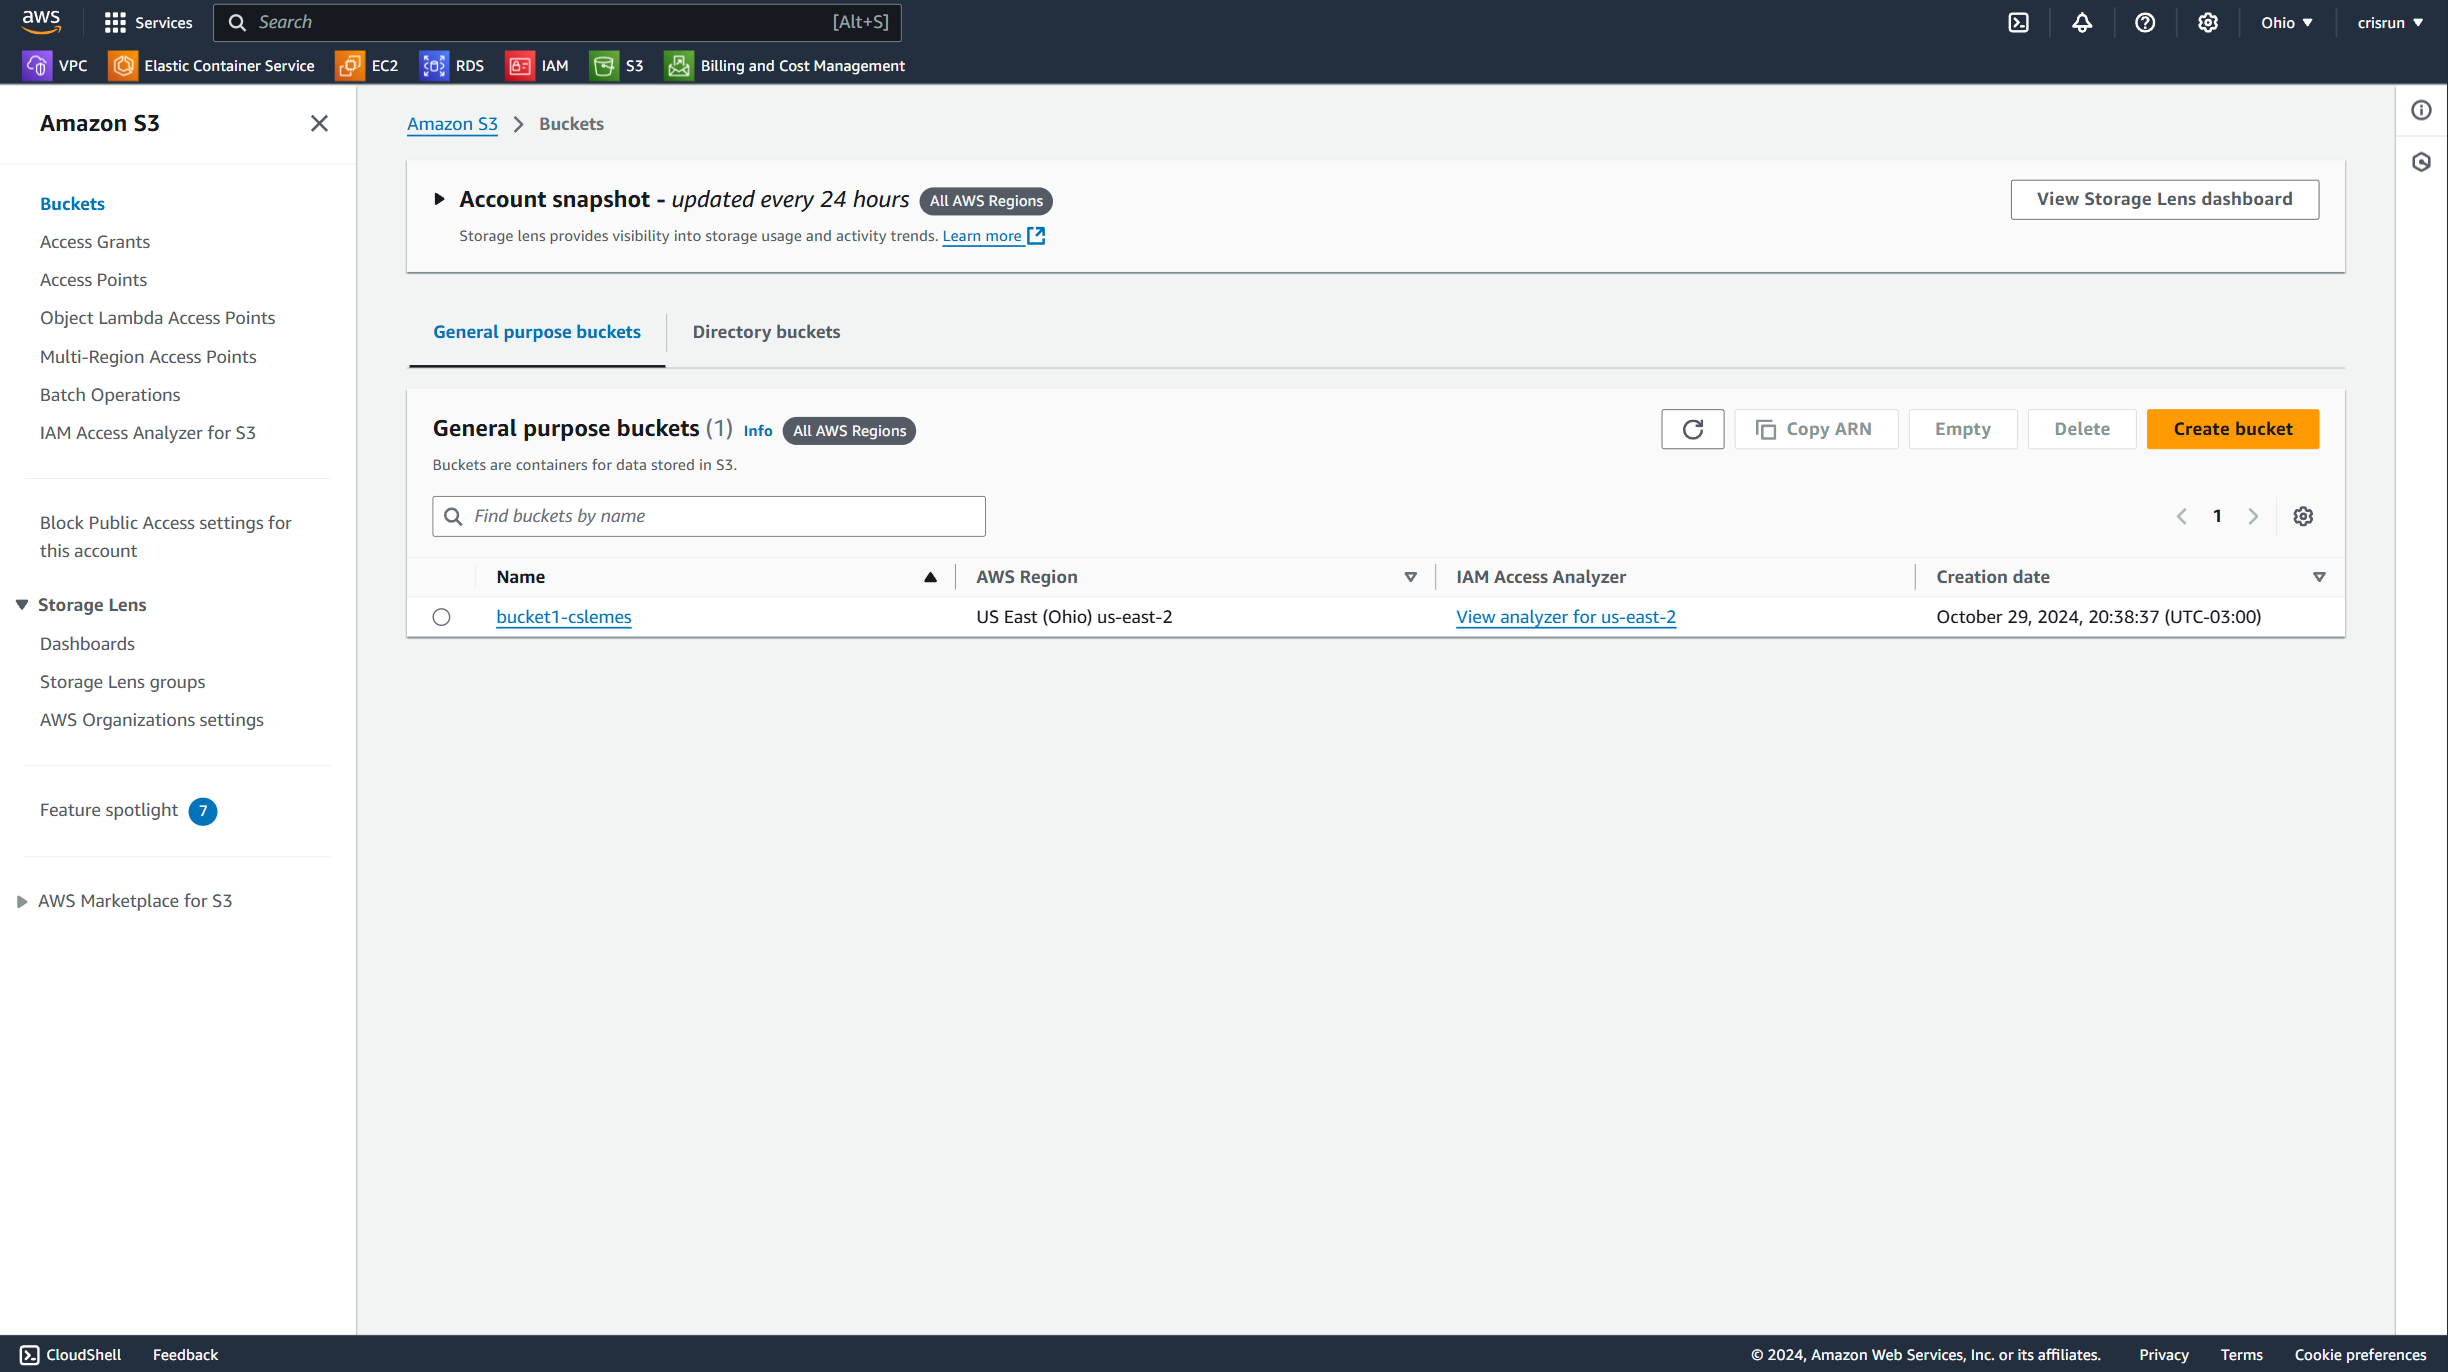 aws
Services
Search
[Alt+S]
Ohio
crisrun
VPC
Elastic Container Service
EC2
RDS
IAM
S3
Billing and Cost Management
Amazon S3
Buckets
Access Grants
Access Points
Object Lambda Access Points
Multi-Region Access Points
Batch Operations
IAM Access Analyzer for S3
Block Public Access settings for
this account
Storage Lens
Dashboards
Storage Lens groups
AWS Organizations settings
Feature spotlight 7
AWS Marketplace for S3
Amazon S3 > Buckets
Account snapshot - updated every 24 hours All AWS Regions
View Storage Lens dashboard
Storage lens provides visibility into storage usage and activity trends. Learn more
General purpose buckets
Directory buckets
General purpose buckets (1) Info All AWS Regions
Copy ARN
Empty
Delete
Create bucket
Buckets are containers for data stored in S3.
Find buckets by name
1
Name
AWS Region
IAM Access Analyzer
Creation date
bucket1-cslemes
US East (Ohio) us-east-2
View analyzer for us-east-2
October 29, 2024, 20:38:37 (UTC-03:00)
CloudShell
Feedback
© 2024, Amazon Web Services, Inc. or its affiliates.
Privacy
Terms
Cookie preferences